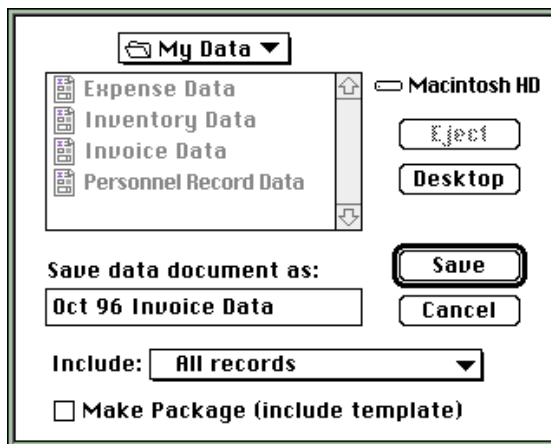 My Data
Expense Data
Inventory Data
Invoice Data
Personnel Record Data
Macintosh HD
Eject
Desktop
Save data document as:
Oct 96 Invoice Data
Save
Cancel
Include: All records
Make Package (include template)